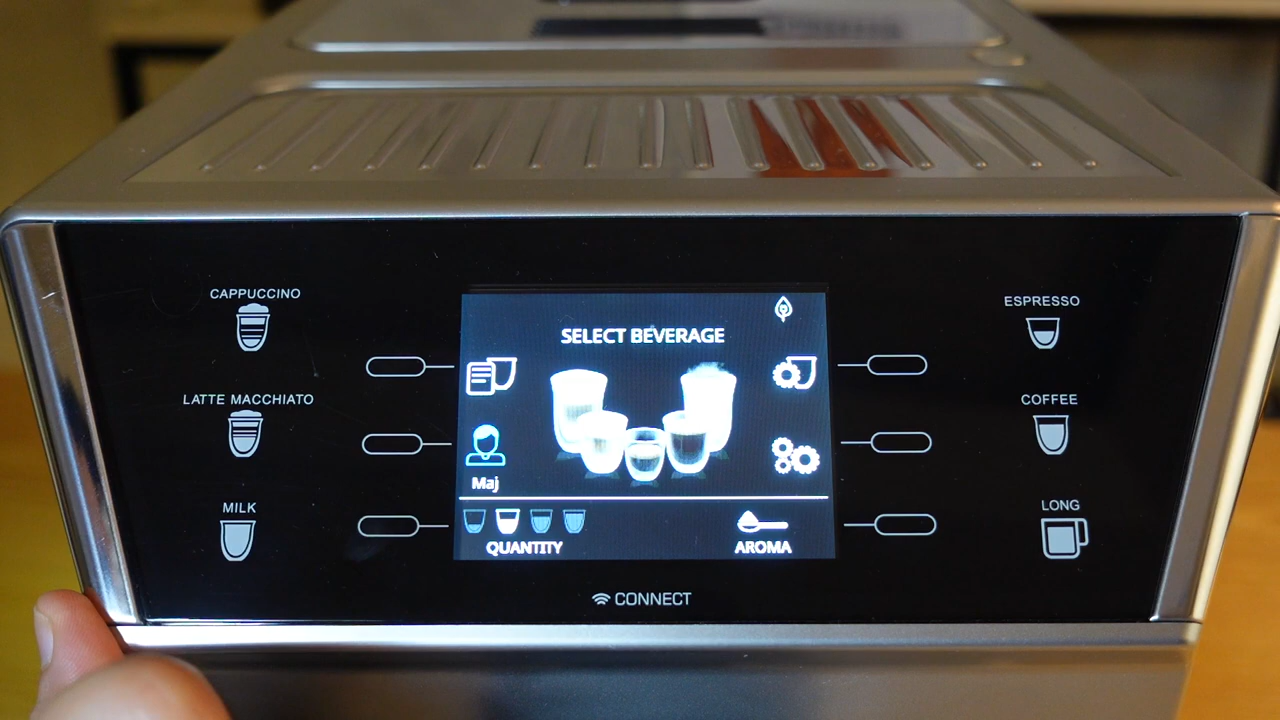 CAPPUCCINO
LATTE MACCHIATO
MILK
SELECT BEVERAGE
Maj
QUANTITY
AROMA
CONNECT
ESPRESSO
COFFEE
LONG